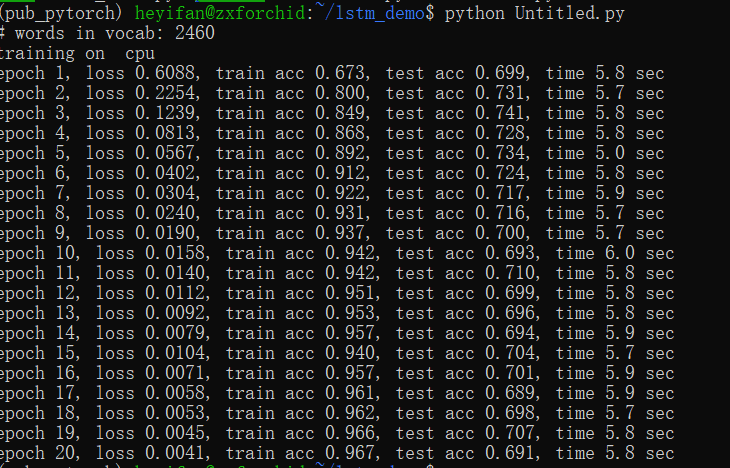 (pub_pytorch) heyifan@zxforchid:~/lstm_demo$ python Untitled.py
# words in vocab: 2460
training on  cpu
epoch 1, loss 0.6088, train acc 0.673, test acc 0.699, time 5.8 sec
epoch 2, loss 0.2254, train acc 0.800, test acc 0.731, time 5.7 sec
epoch 3, loss 0.1239, train acc 0.849, test acc 0.741, time 5.8 sec
epoch 4, loss 0.0813, train acc 0.868, test acc 0.728, time 5.8 sec
epoch 5, loss 0.0567, train acc 0.892, test acc 0.734, time 5.0 sec
epoch 6, loss 0.0402, train acc 0.912, test acc 0.724, time 5.8 sec
epoch 7, loss 0.0304, train acc 0.922, test acc 0.717, time 5.9 sec
epoch 8, loss 0.0240, train acc 0.931, test acc 0.716, time 5.7 sec
epoch 9, loss 0.0190, train acc 0.937, test acc 0.700, time 5.7 sec
epoch 10, loss 0.0158, train acc 0.942, test acc 0.693, time 6.0 sec
epoch 11, loss 0.0140, train acc 0.942, test acc 0.710, time 5.8 sec
epoch 12, loss 0.0112, train acc 0.951, test acc 0.699, time 5.8 sec
epoch 13, loss 0.0092, train acc 0.953, test acc 0.696, time 5.8 sec
epoch 14, loss 0.0079, train acc 0.957, test acc 0.694, time 5.9 sec
epoch 15, loss 0.0104, train acc 0.940, test acc 0.704, time 5.7 sec
epoch 16, loss 0.0071, train acc 0.957, test acc 0.701, time 5.9 sec
epoch 17, loss 0.0058, train acc 0.961, test acc 0.689, time 5.9 sec
epoch 18, loss 0.0053, train acc 0.962, test acc 0.698, time 5.7 sec
epoch 19, loss 0.0045, train acc 0.966, test acc 0.707, time 5.8 sec
epoch 20, loss 0.0041, train acc 0.967, test acc 0.691, time 5.8 sec